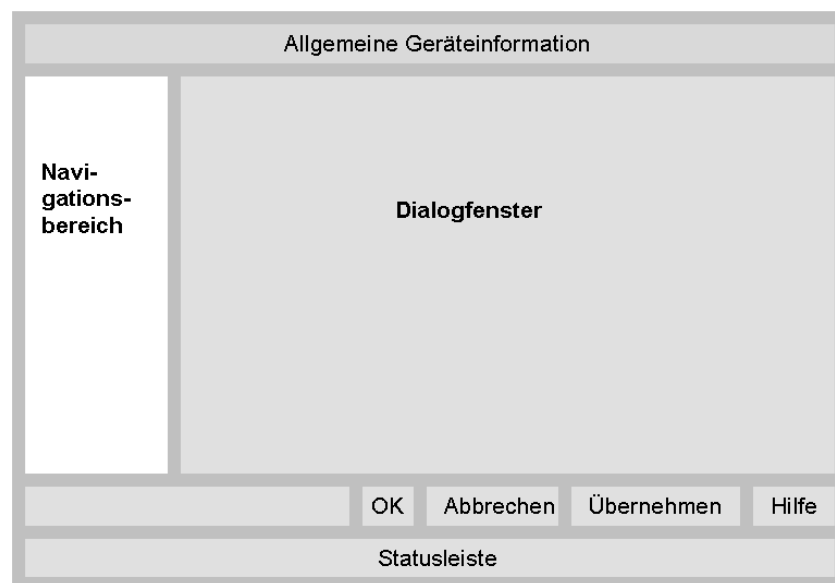 Allgemeine Geräteinformation
Navi-
gations-
bereich
Dialogfenster
OK Abbrechen Übernehmen Hilfe
Statusleiste